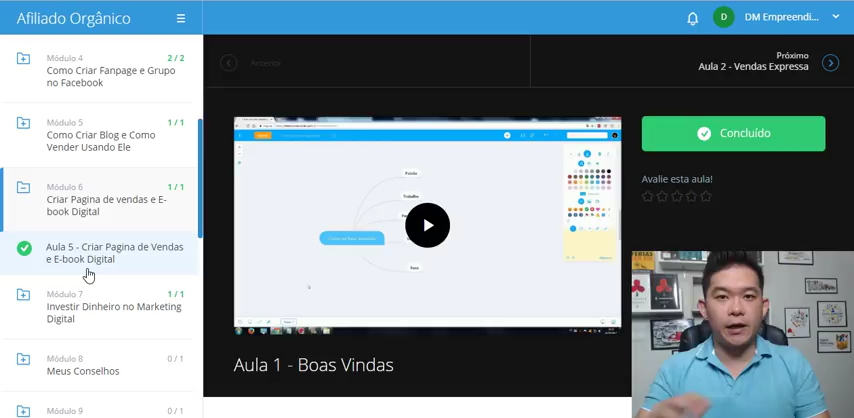 Afiliado Orgânico
D
DM Empreendi...
Módulo 4
2 / 2
Como Criar Fanpage e Grupo
no Facebook
Módulo 5
1 / 1
Como Criar Blog e Como
Vender Usando Ele
Módulo 6
1 / 1
Criar Pagina de vendas e E-
book Digital
Aula 5 - Criar Pagina de Vendas
e E-book Digital
Módulo 7
1 / 1
Investir Dinheiro no Marketing
Digital
Módulo 8
0 / 1
Meus Conselhos
Módulo 9
0 / 1
Anterior
Próximo
Aula 2 - Vendas Expressa
Trabalho
Aula 1 - Boas Vindas
Concluído
Avalie esta aula!